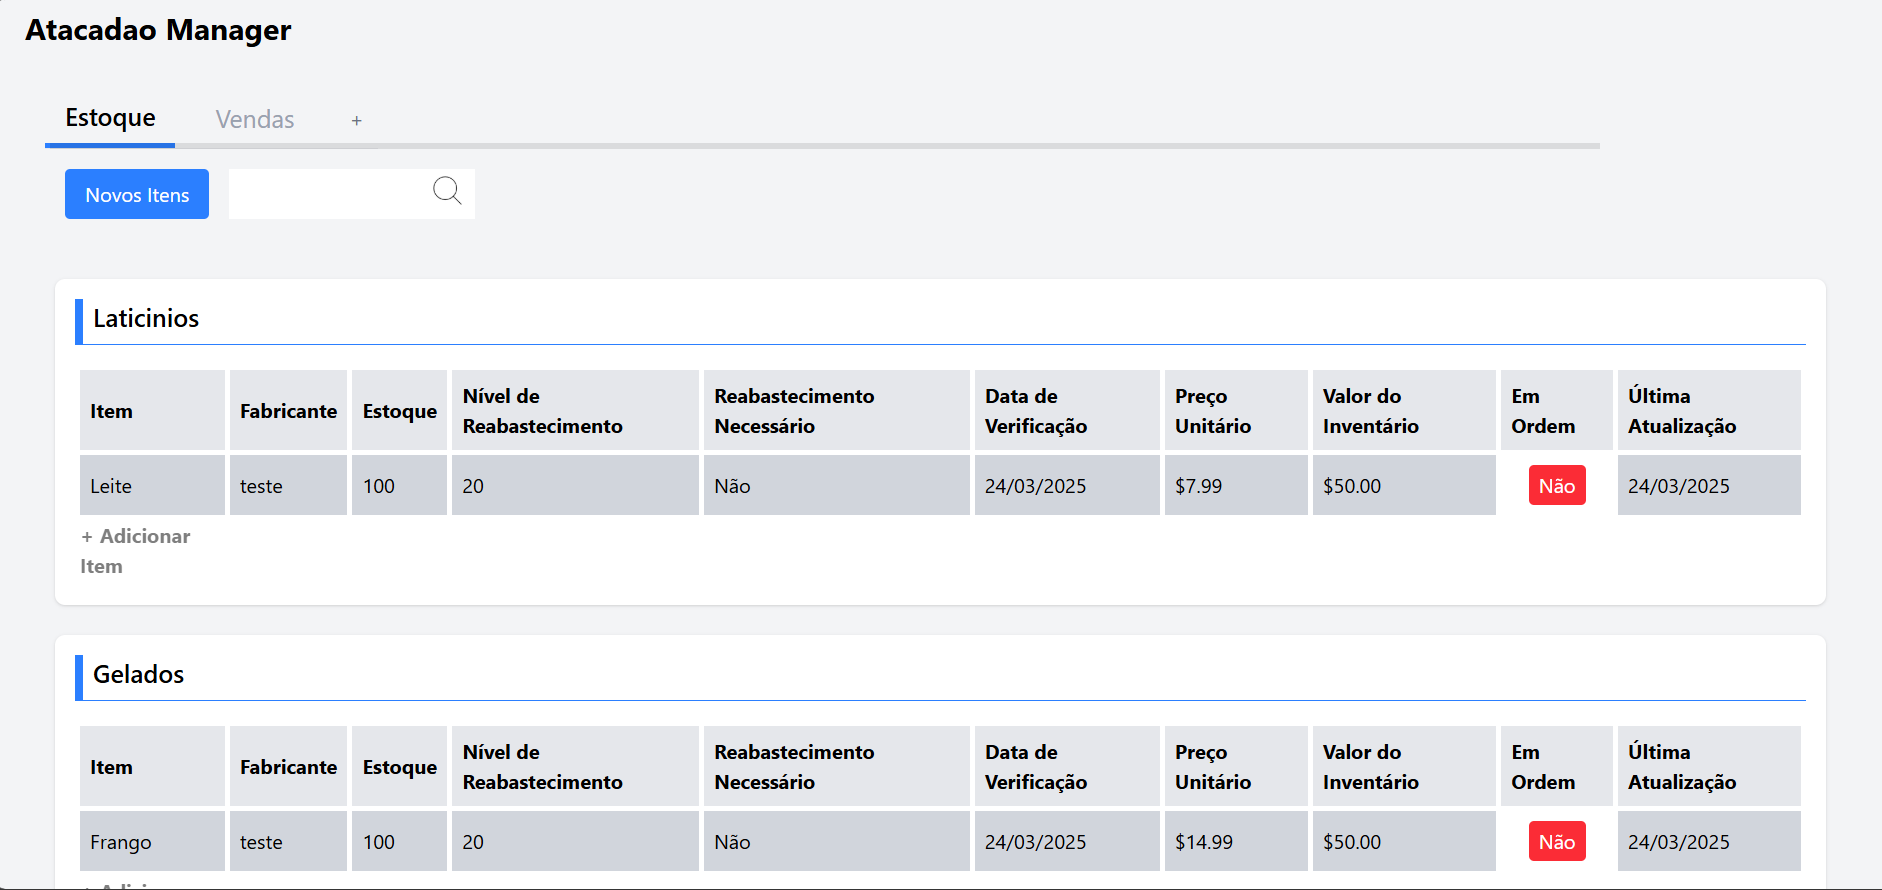 Atacadao Manager
Estoque Vendas +
Novos Itens
Laticinios
Item Fabricante Estoque Nível de Reabastecimento Reabastecimento Necessário Data de Verificação Preço Unitário Valor do Inventário Em Ordem Última Atualização
Leite teste 100 20 Não 24/03/2025 $7.99 $50.00 Não 24/03/2025
+ Adicionar
Item
Gelados
Item Fabricante Estoque Nível de Reabastecimento Reabastecimento Necessário Data de Verificação Preço Unitário Valor do Inventário Em Ordem Última Atualização
Frango teste 100 20 Não 24/03/2025 $14.99 $50.00 Não 24/03/2025